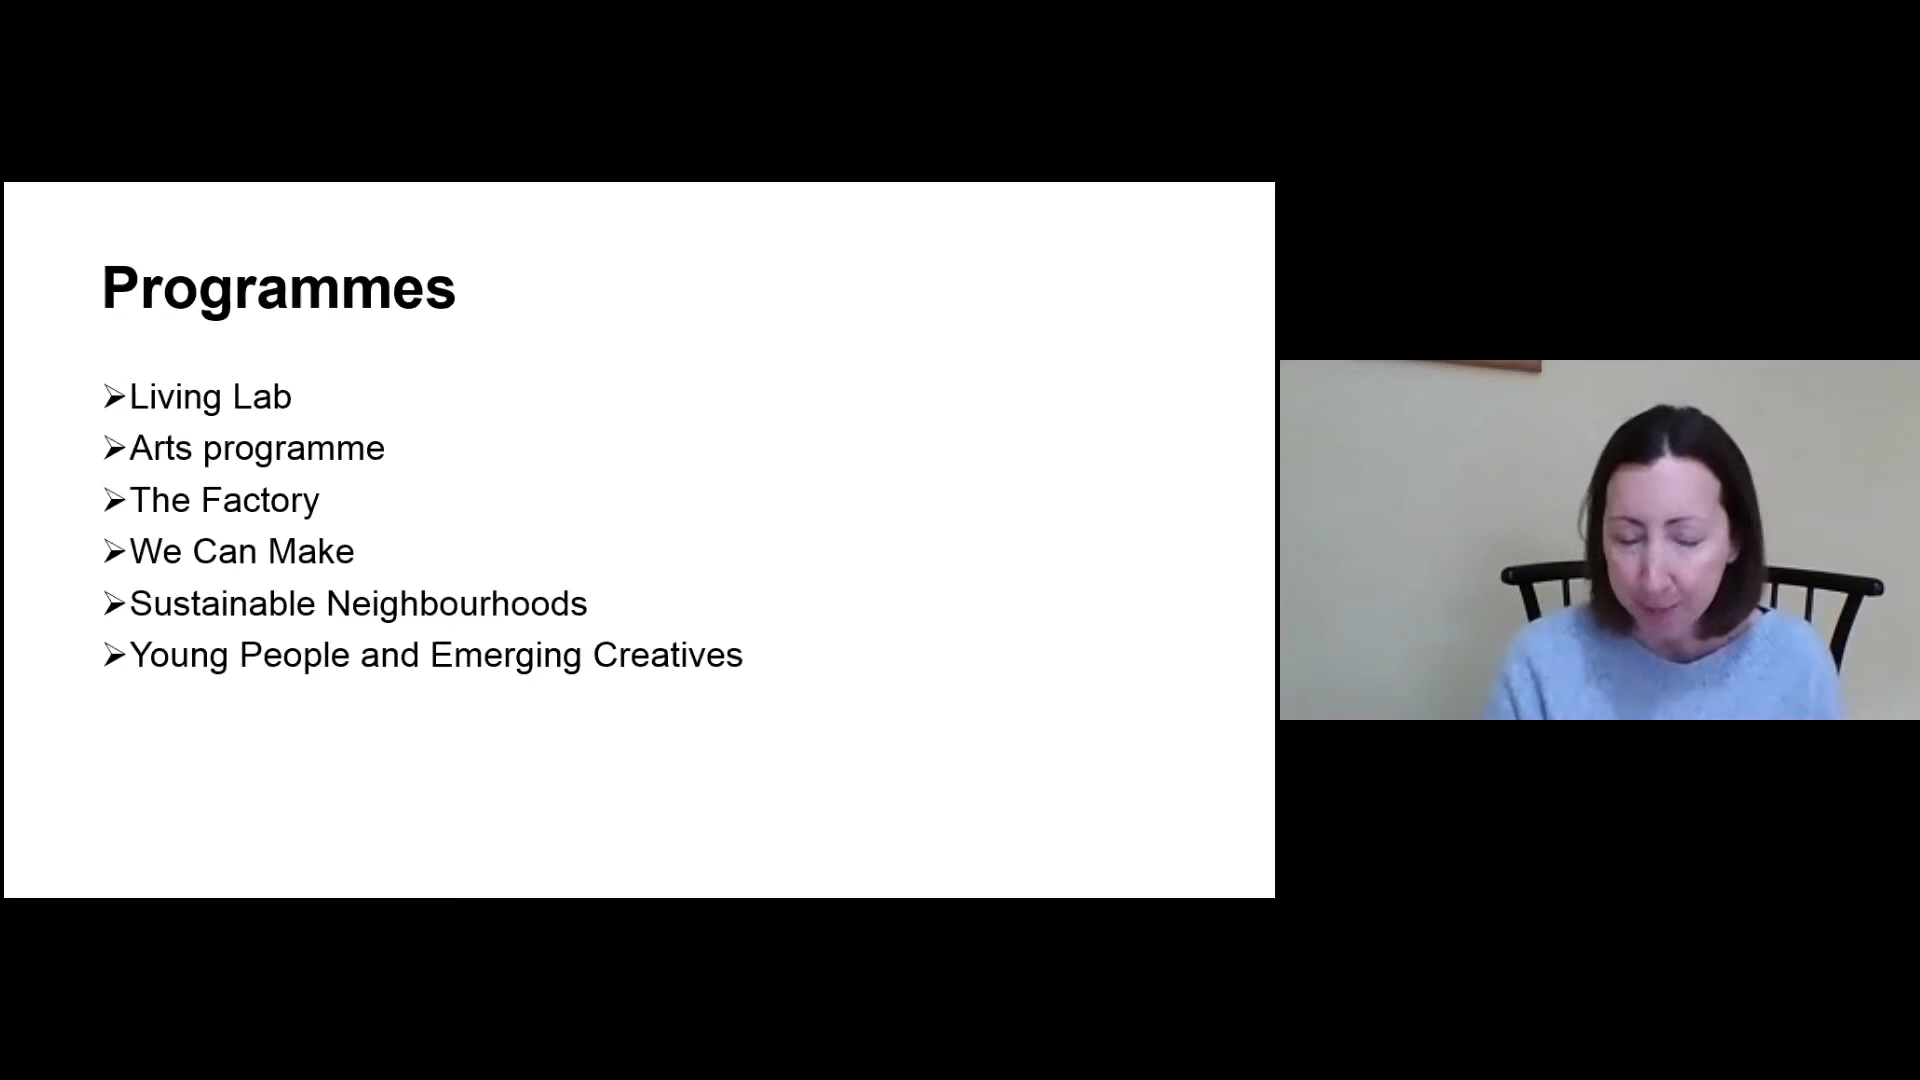 Programmes
➢Living Lab
➢Arts programme
➢The Factory
➢We Can Make
➢Sustainable Neighbourhoods
➢Young People and Emerging Creatives